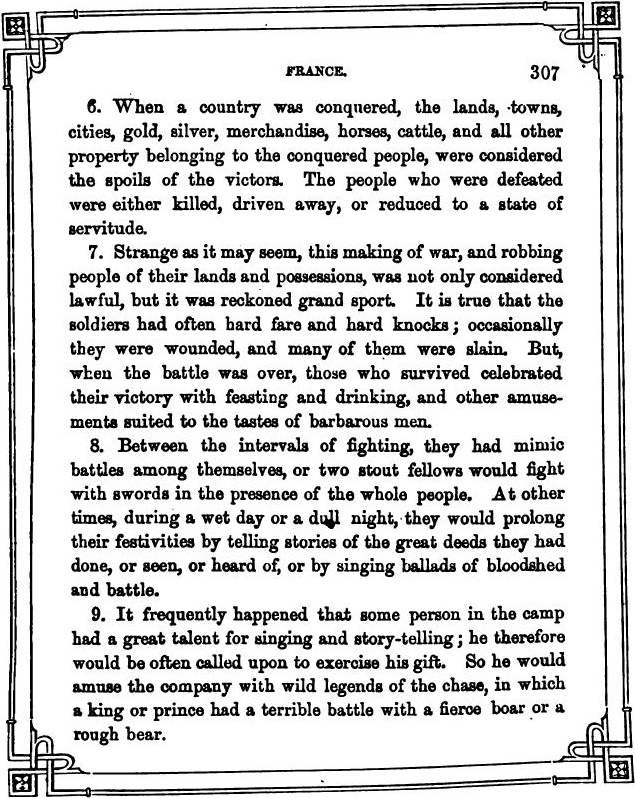 FRANCE. 307
6. When a country was conquered, the lands, towns,
cities, gold, silver, merchandise, horses, cattle, and all other
property belonging to the conquered people, were considered
the spoils of the victors. The people who were defeated
were either killed, driven away, or reduced to a state of
servitude.
7. Strange as it may seem, this making of war, and robbing
people of their lands and possessions, was not only considered
lawful, but it was reckoned grand sport. It is true that the
soldiers had often hard fare and hard knocks; occasionally
they were wounded, and many of them were slain. But,
when the battle was over, those who survived celebrated
their victory with feasting and drinking, and other amuse-
ments suited to the tastes of barbarous men.
8. Between the intervals of fighting, they had mimic
battles among themselves, or two stout fellows would fight
with swords in the presence of the whole people. At other
times, during a wet day or a dull night, they would prolong
their festivities by telling stories of the great deeds they had
done, or seen, or heard of, or by singing ballads of bloodshed
and battle.
9. It frequently happened that some person in the camp
had a great talent for singing and story-telling; he therefore
would be often called upon to exercise his gift. So he would
amuse the company with wild legends of the chase, in which
a king or prince had a terrible battle with a fierce boar or a
rough bear.